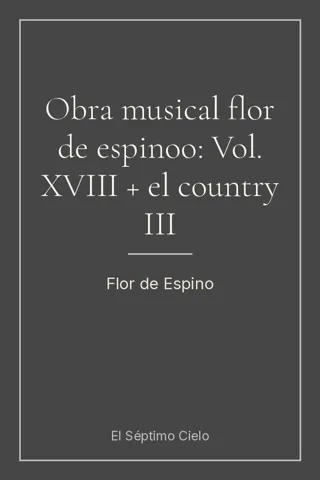 Obra musical flor
de espinoo: Vol.
XVIII + el country
III
Flor de Espino
El Séptimo Cielo